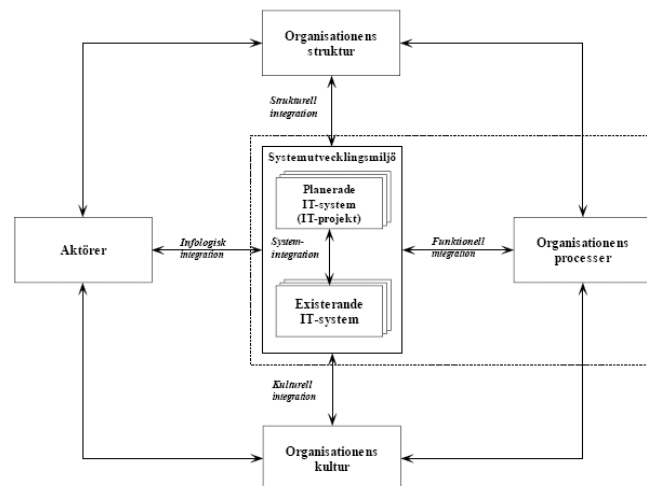 Organisationens
struktur
Strukturell
integration
Systemutvecklingsmiljö
Planerade
IT-system
(IT-projekt)
Aktörer
Infologisk
integration
System-
integration
Funktionell
integration
Organisationens
processer
Existerande
IT-system
Kulturell
integration
Organisationens
kultur